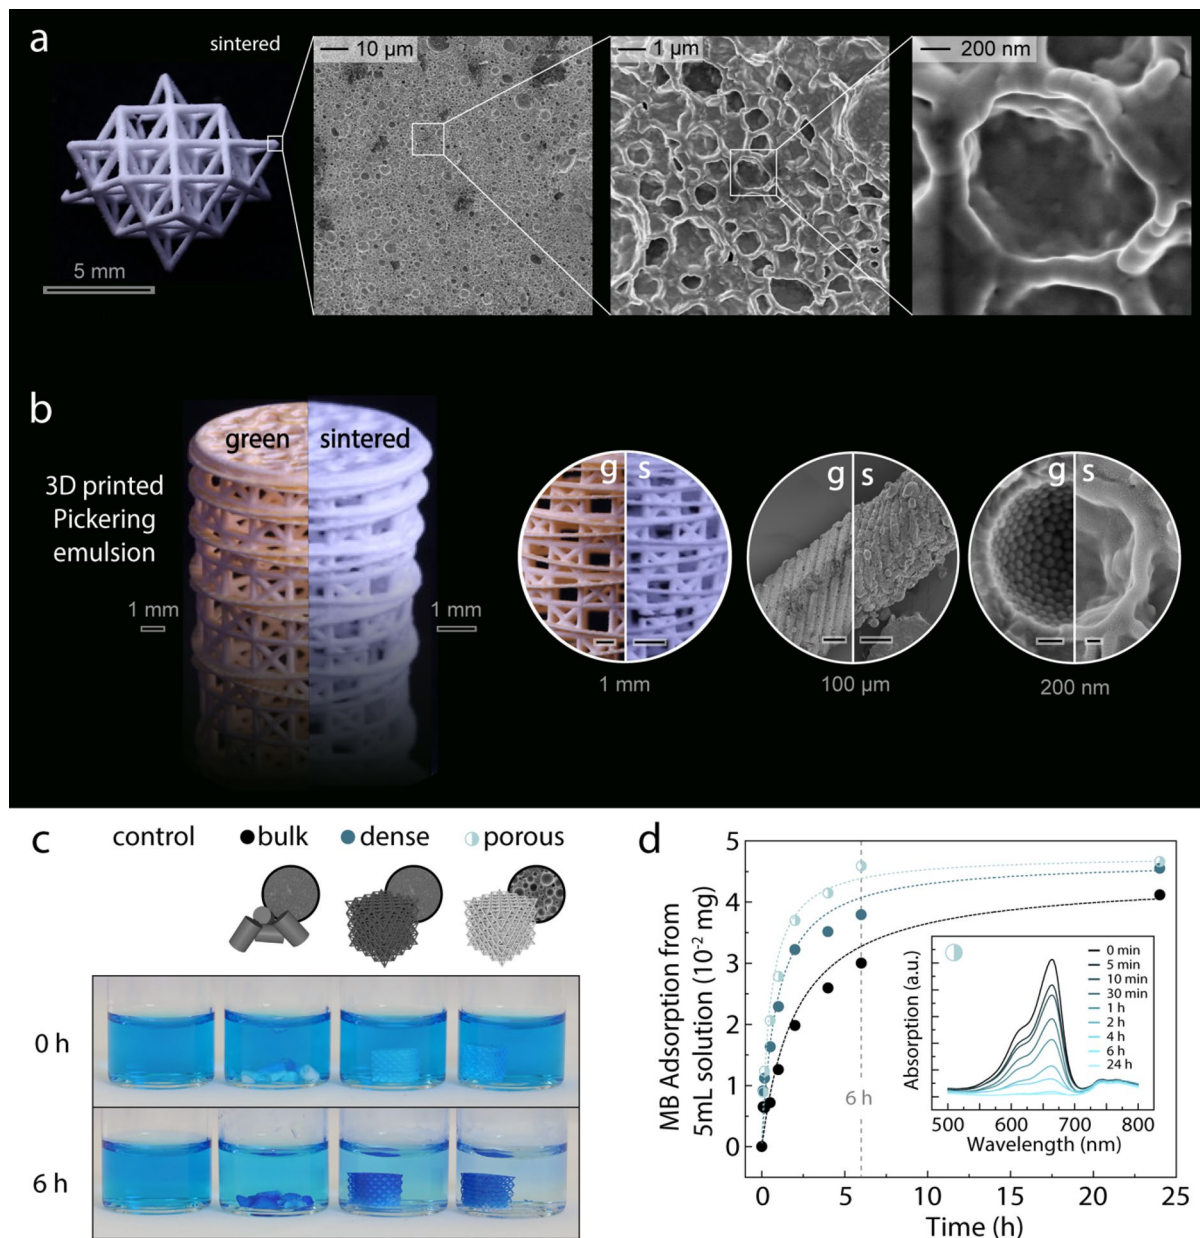 a
sintered
10 µm
1 µm
200 nm
5 mm
b
green
sintered
3D printed
Pickering
emulsion
1 mm
1 mm
g
s
g
s
g
s
1 mm
100 µm
200 nm
c
control
bulk
dense
porous
0 h
6 h
d
MB Adsorption from
5mL solution (10⁻² mg)
5
4
3
2
1
0
0
5
10
15
20
25
Time (h)
6 h
Absorption (a.u.)
0 min
5 min
10 min
30 min
1 h
2 h
4 h
6 h
24 h
500
600
700
800
Wavelength (nm)